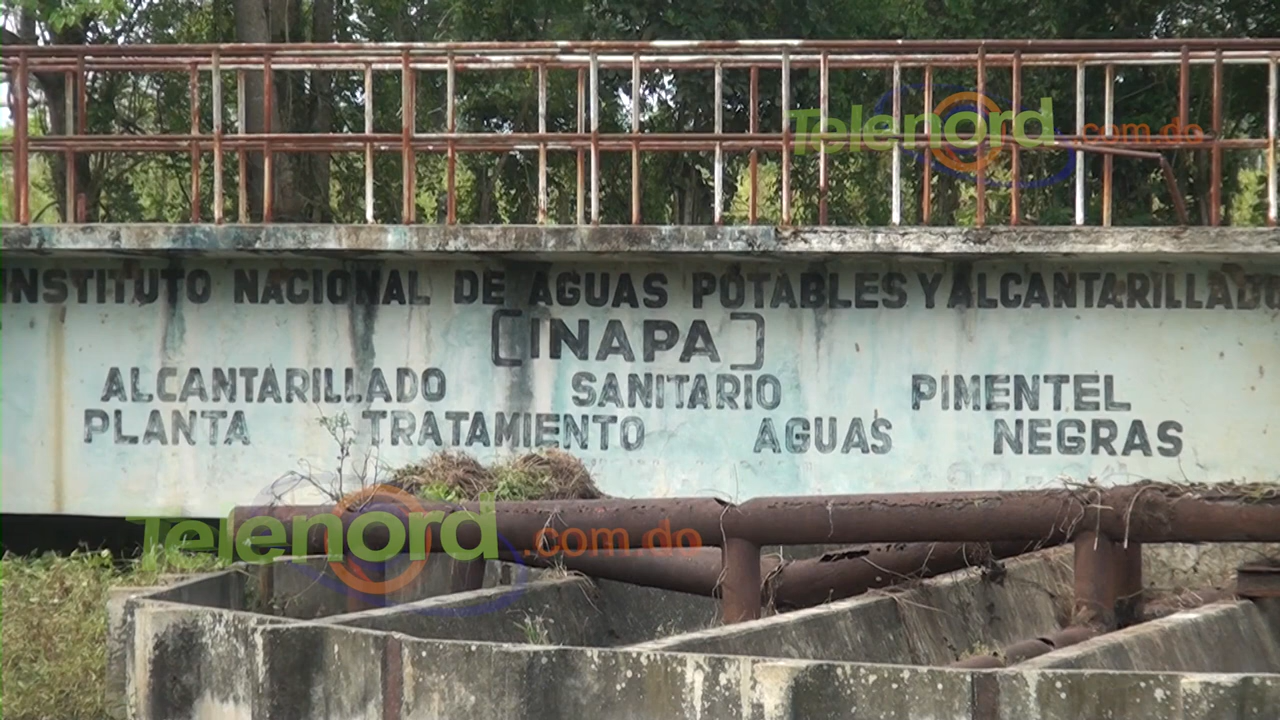 Telenord.com.do
INSTITUTO NACIONAL DE AGUAS POTABLES Y ALCANTARILLADO
[INAPA]
ALCANTARILLADO SANITARIO PIMENTEL
PLANTA TRATAMIENTO AGUAS NEGRAS
Telenord.com.do